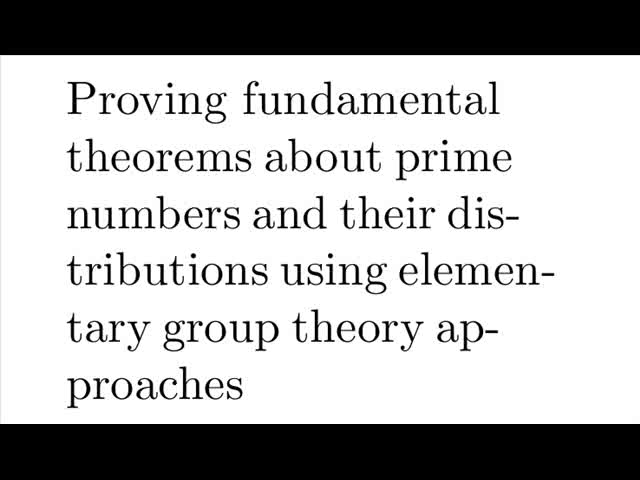 Proving fundamental
theorems about prime
numbers and their dis-
tributions using elemen-
tary group theory ap-
proaches